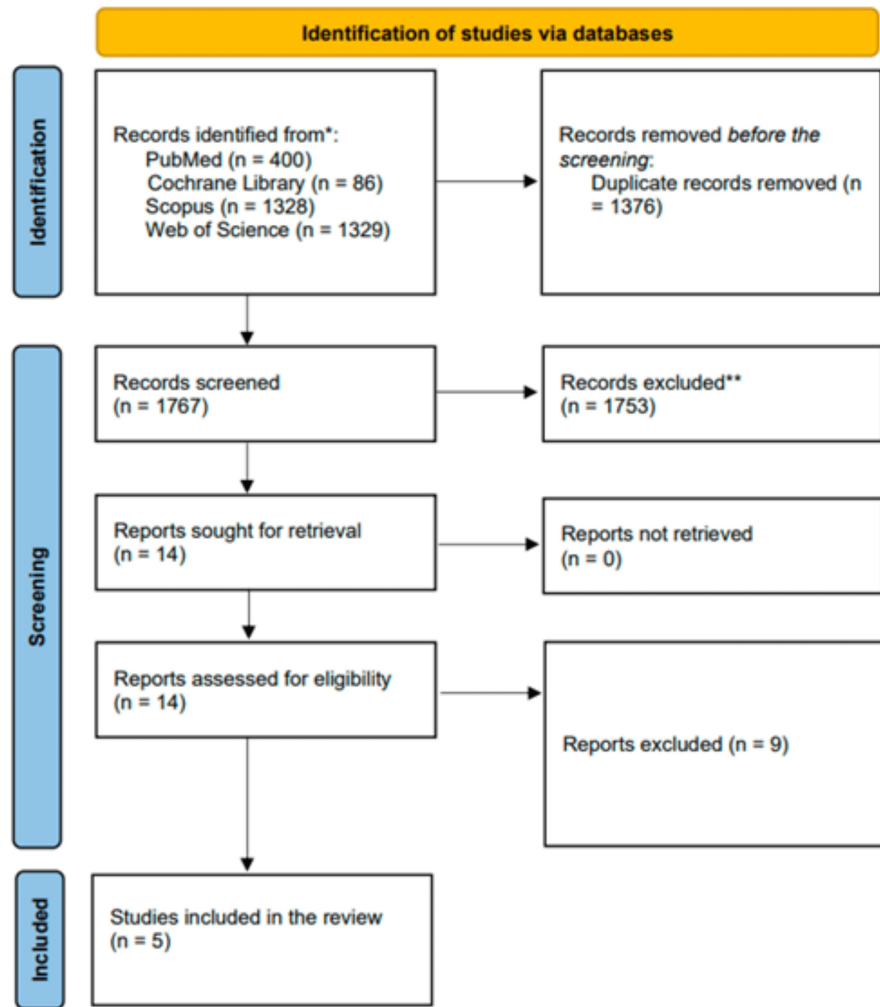 Identification of studies via databases
Identification
Records identified from*:
PubMed (n = 400)
Cochrane Library (n = 86)
Scopus (n = 1328)
Web of Science (n = 1329)
Records removed before the
screening:
Duplicate records removed (n
= 1376)
Screening
Records screened
(n = 1767)
Records excluded**
(n = 1753)
Reports sought for retrieval
(n = 14)
Reports not retrieved
(n = 0)
Reports assessed for eligibility
(n = 14)
Reports excluded (n = 9)
Included
Studies included in the review
(n = 5)